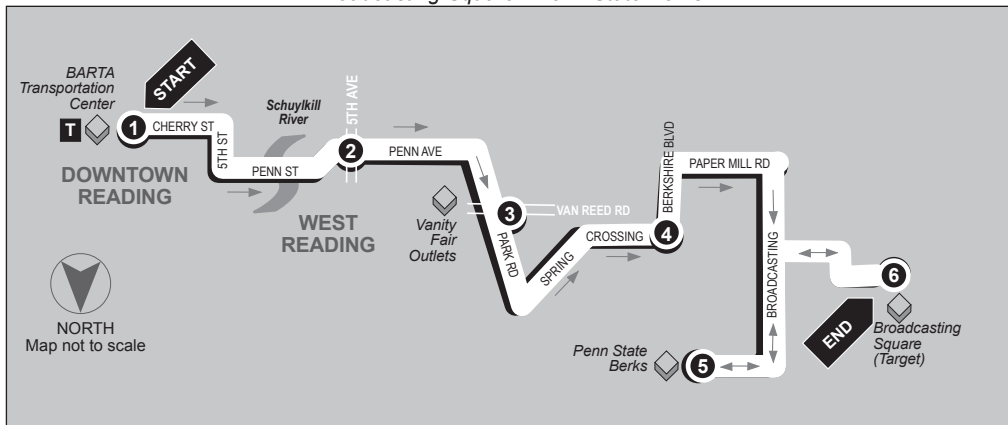 BARTA
Transportation
Center
START
T
1
CHERRY ST
5TH ST
DOWNTOWN
READING
PENN ST
Schuylkill
River
5TH AVE
2
PENN AVE
WEST
READING
Vanity
Fair
Outlets
3
VAN REED RD
PARK RD
SPRING
CROSSING
4
BERKSHIRE BLVD
PAPER MILL RD
BROADCASTING
6
END
Broadcasting
Square
(Target)
Penn State
Berks
5
NORTH
Map not to scale